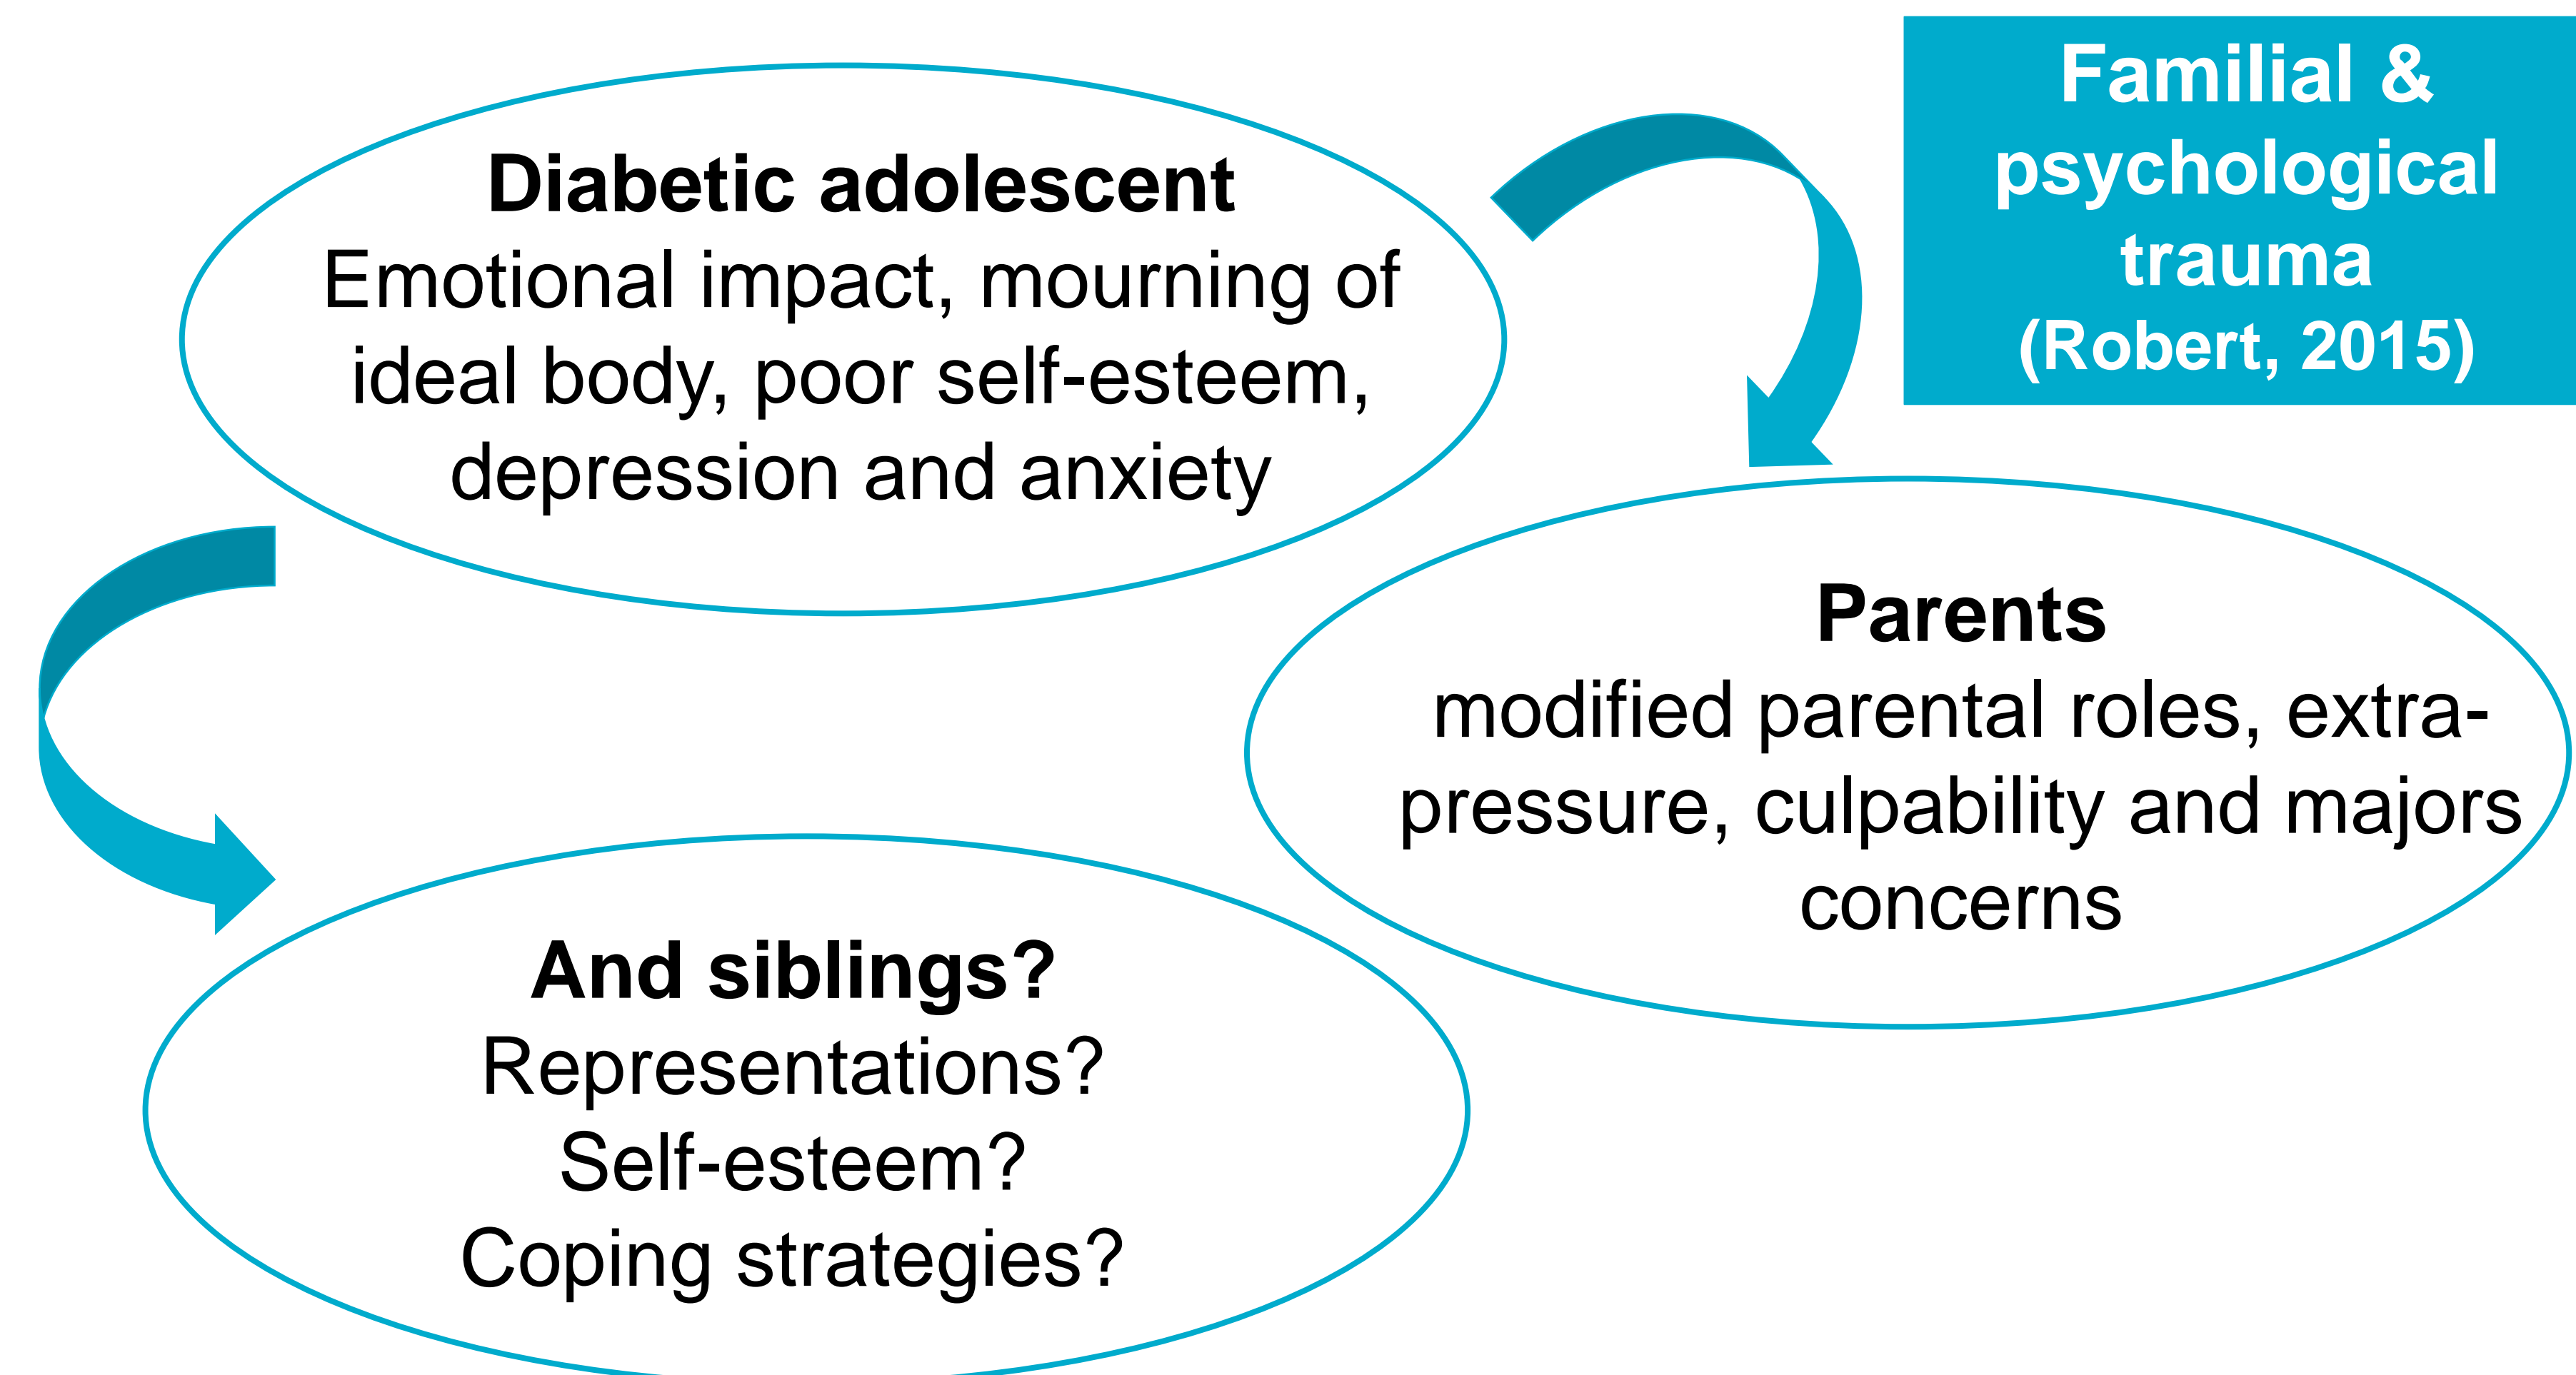 Familial &
psychological
trauma
(Robert, 2015)
Diabetic adolescent
Emotional impact, mourning of
ideal body, poor self-esteem,
depression and anxiety
Parents
modified parental roles, extra-
pressure, culpability and majors
concerns
And siblings?
Representations?
Self-esteem?
Coping strategies?